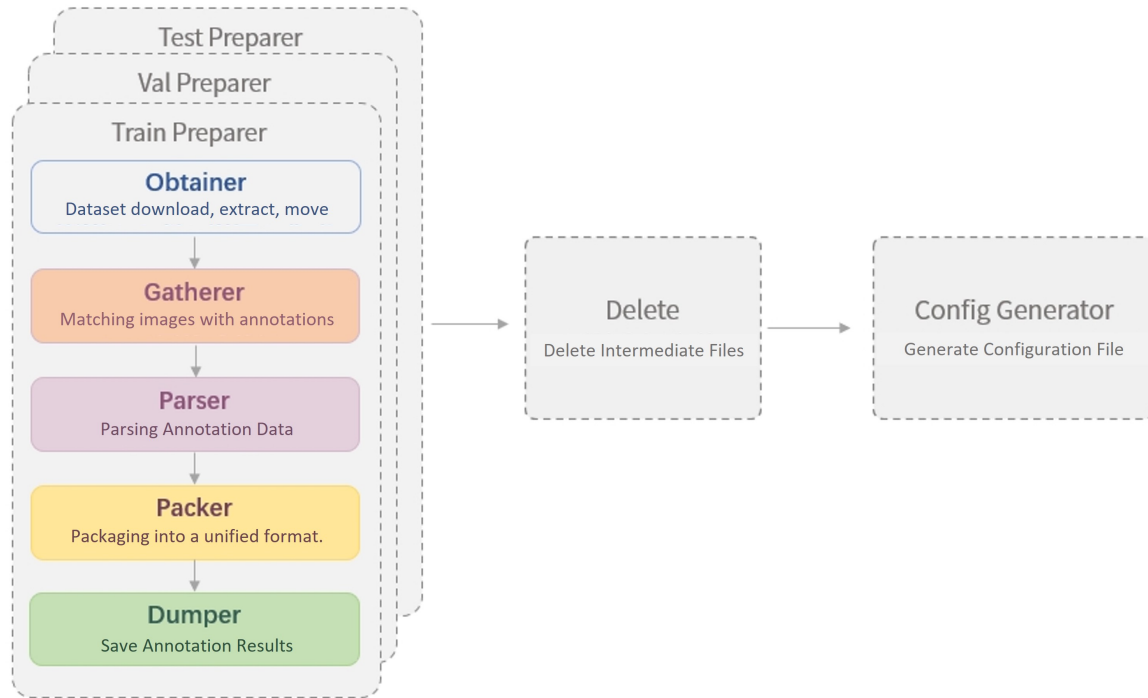 Test Preparer
Val Preparer
Train Preparer
Obtainer
Dataset download, extract, move
Gatherer
Matching images with annotations
Parser
Parsing Annotation Data
Packer
Packaging into a unified format.
Dumper
Save Annotation Results
Delete
Delete Intermediate Files
Config Generator
Generate Configuration File